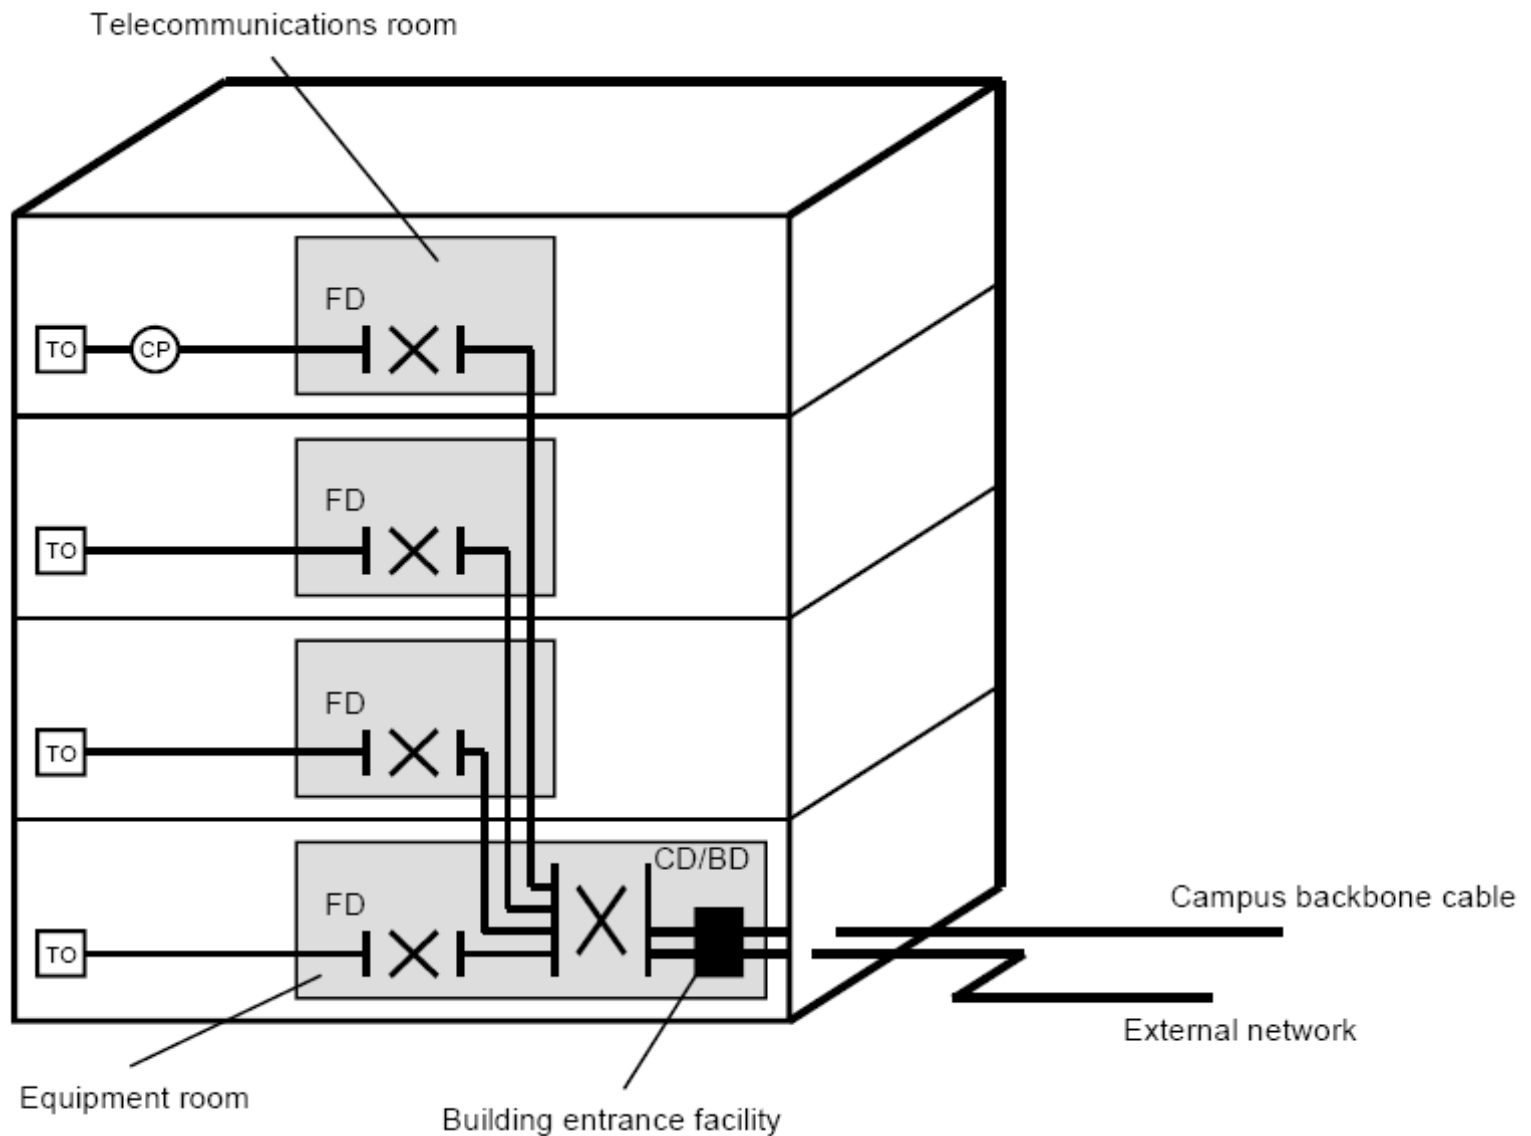 Telecommunications room
FD
TO
CP
FD
TO
FD
TO
CD/BD
FD
TO
Campus backbone cable
External network
Equipment room
Building entrance facility